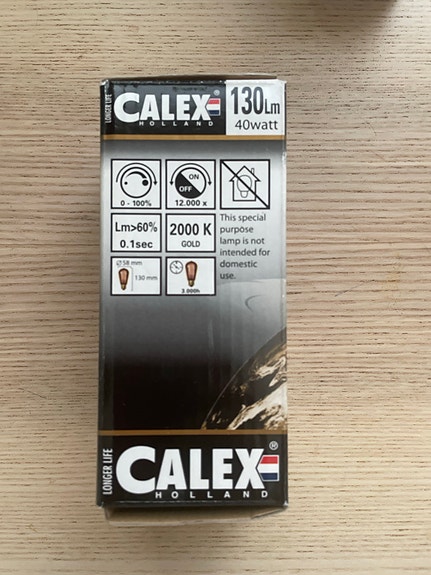 LONGER LIFE
CALEX
HOLLAND
130Lm
40watt
0 - 100%
ON
OFF
12.000 x
Lm>60%
0.1sec
2000 K
GOLD
This special
purpose
lamp is not
intended for
domestic
use.
Ø 58 mm
130 mm
3.000h
LONGER LIFE
CALEX®
HOLLAND